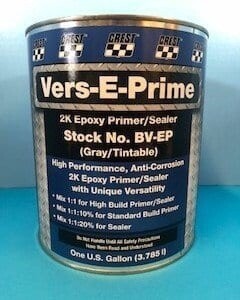 CREST CREST CREST
Vers-E-Prime
2K Epoxy Primer/Sealer
Stock No. BV-EP
(Gray/Tintable)
High Performance, Anti-Corrosion
2K Epoxy Primer/Sealer
with Unique Versatility
• Mix 1:1 for High Build Primer/Sealer
• Mix 1:1:10% for Standard Build Primer
• Mix 1:1:20% for Sealer
Do Not Handle Until All Safety Precautions
Have Been Read and Understood
One U.S. Gallon (3.785 l)